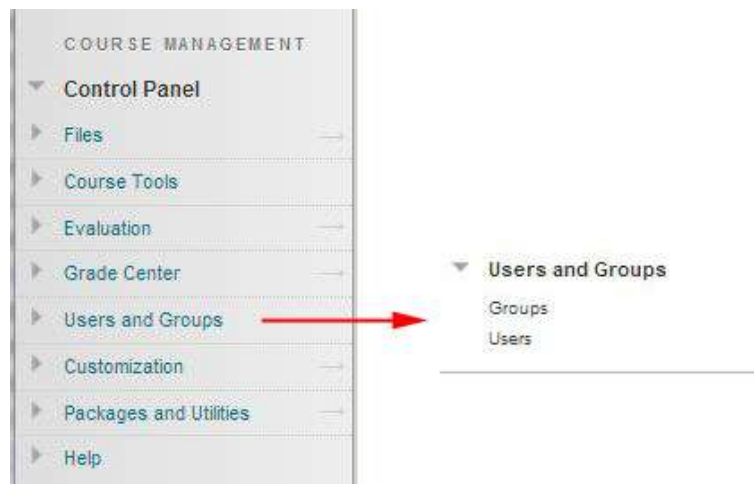 COURSE MANAGEMENT
Control Panel
Files
Course Tools
Evaluation
Grade Center
Users and Groups
Customization
Packages and Utilities
Help
Users and Groups
Groups
Users